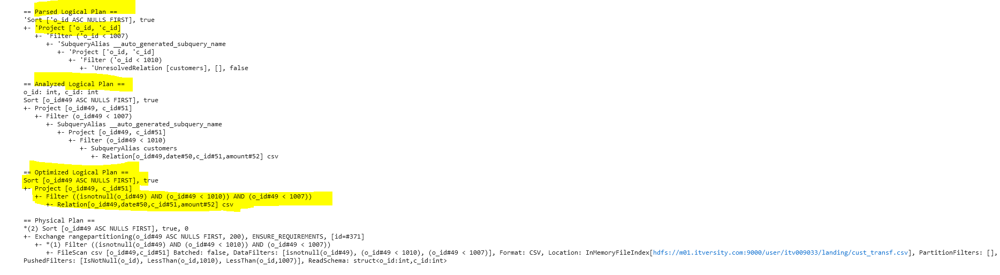 == Parsed Logical Plan ==
'Sort ['o_id ASC NULLS FIRST], true
+- 'Project ['o_id, 'c_id]
+- 'Filter ('o_id < 1007)
+- 'SubqueryAlias __auto_generated_subquery_name
+- 'Project ['o_id, 'c_id]
+- 'Filter ('o_id < 1010)
+- 'UnresolvedRelation [customers], [], false
== Analyzed Logical Plan ==
o_id: int, c_id: int
Sort [o_id#49 ASC NULLS FIRST], true
+- Project [o_id#49, c_id#51]
+- Filter (o_id#49 < 1007)
+- SubqueryAlias __auto_generated_subquery_name
+- Project [o_id#49, c_id#51]
+- Filter (o_id#49 < 1010)
+- SubqueryAlias customers
+- Relation[o_id#49,date#50,c_id#51,amount#52] csv
== Optimized Logical Plan ==
Sort [o_id#49 ASC NULLS FIRST], true
+- Project [o_id#49, c_id#51]
+- Filter ((isnotnull(o_id#49) AND (o_id#49 < 1010)) AND (o_id#49 < 1007))
+- Relation[o_id#49,date#50,c_id#51,amount#52] csv
== Physical Plan ==
*(2) Sort [o_id#49 ASC NULLS FIRST], true, 0
+- Exchange rangepartitioning(o_id#49 ASC NULLS FIRST, 200), ENSURE_REQUIREMENTS, [id=#371]
+- *(1) Filter ((isnotnull(o_id#49) AND (o_id#49 < 1010)) AND (o_id#49 < 1007))
+- FileScan csv [o_id#49,c_id#51] Batched: false, DataFilters: [isnotnull(o_id#49), (o_id#49 < 1010), (o_id#49 < 1007)], Format: CSV, Location: InMemoryFileIndex[hdfs://m01.itversity.com:9000/user/itv009033/landing/cust_transf.csv], PartitionFilters: [],
PushedFilters: [IsNotNull(o_id), LessThan(o_id,1010), LessThan(o_id,1007)], ReadSchema: struct<o_id:int,c_id:int>